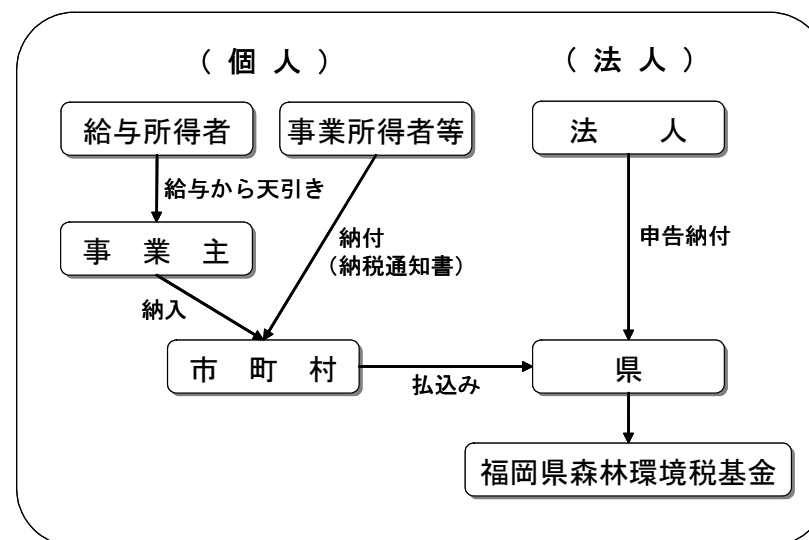 （ 個 人 ）
（ 法 人 ）
給与所得者
事業所得者等
法　　人
給与から天引き
事　業　主
納付
（納税通知書）
申告納付
納入
市　町　村
払込み
県
福岡県森林環境税基金